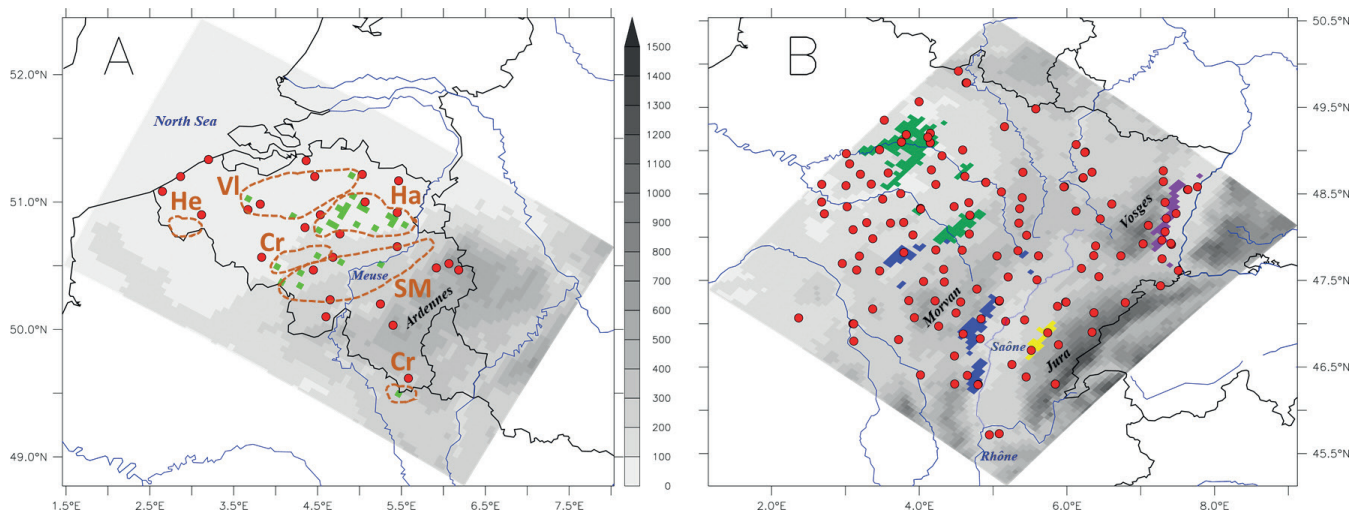 A
52.0°N
51.0°N
50.0°N
49.0°N
1.5°E 2.5°E 3.5°E 4.5°E 5.5°E 6.5°E 7.5°E
North Sea
Vl
He
Ha
Cr
Meuse
SM
Ardennes
Cr
1500
1400
1300
1200
1100
1000
900
800
700
600
500
400
300
200
100
0
B
50.5°N
49.5°N
48.5°N
47.5°N
46.5°N
45.5°N
2.0°E 4.0°E 6.0°E 8.0°E
Vosges
Morvan
Saône
Jura
Rhône